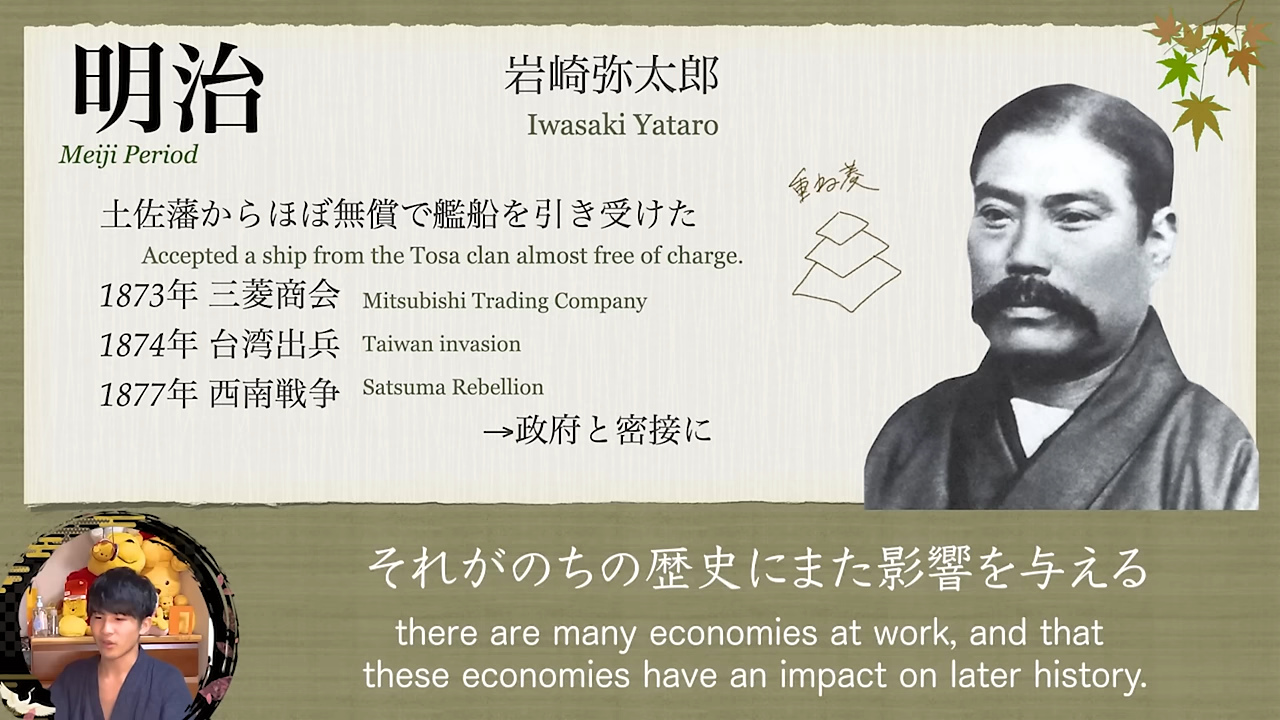 明治
Meiji Period
岩崎弥太郎
Iwasaki Yataro
重ね菱
土佐藩からほぼ無償で艦船を引き受けた
Accepted a ship from the Tosa clan almost free of charge.
1873年 三菱商会 Mitsubishi Trading Company
1874年 台湾出兵 Taiwan invasion
1877年 西南戦争 Satsuma Rebellion
→政府と密接に
それがのちの歴史にまた影響を与える
there are many economies at work, and that
these economies have an impact on later history.